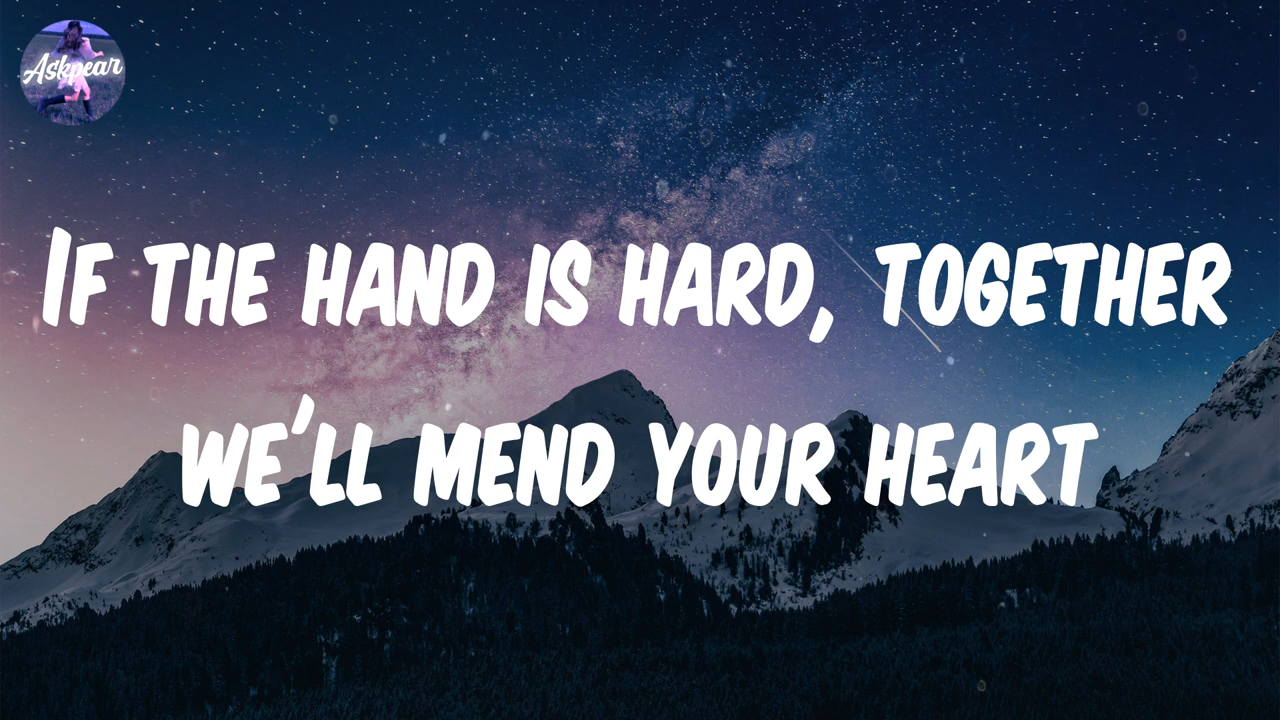 Askpear
IF THE HAND IS HARD, TOGETHER
WE'LL MEND YOUR HEART